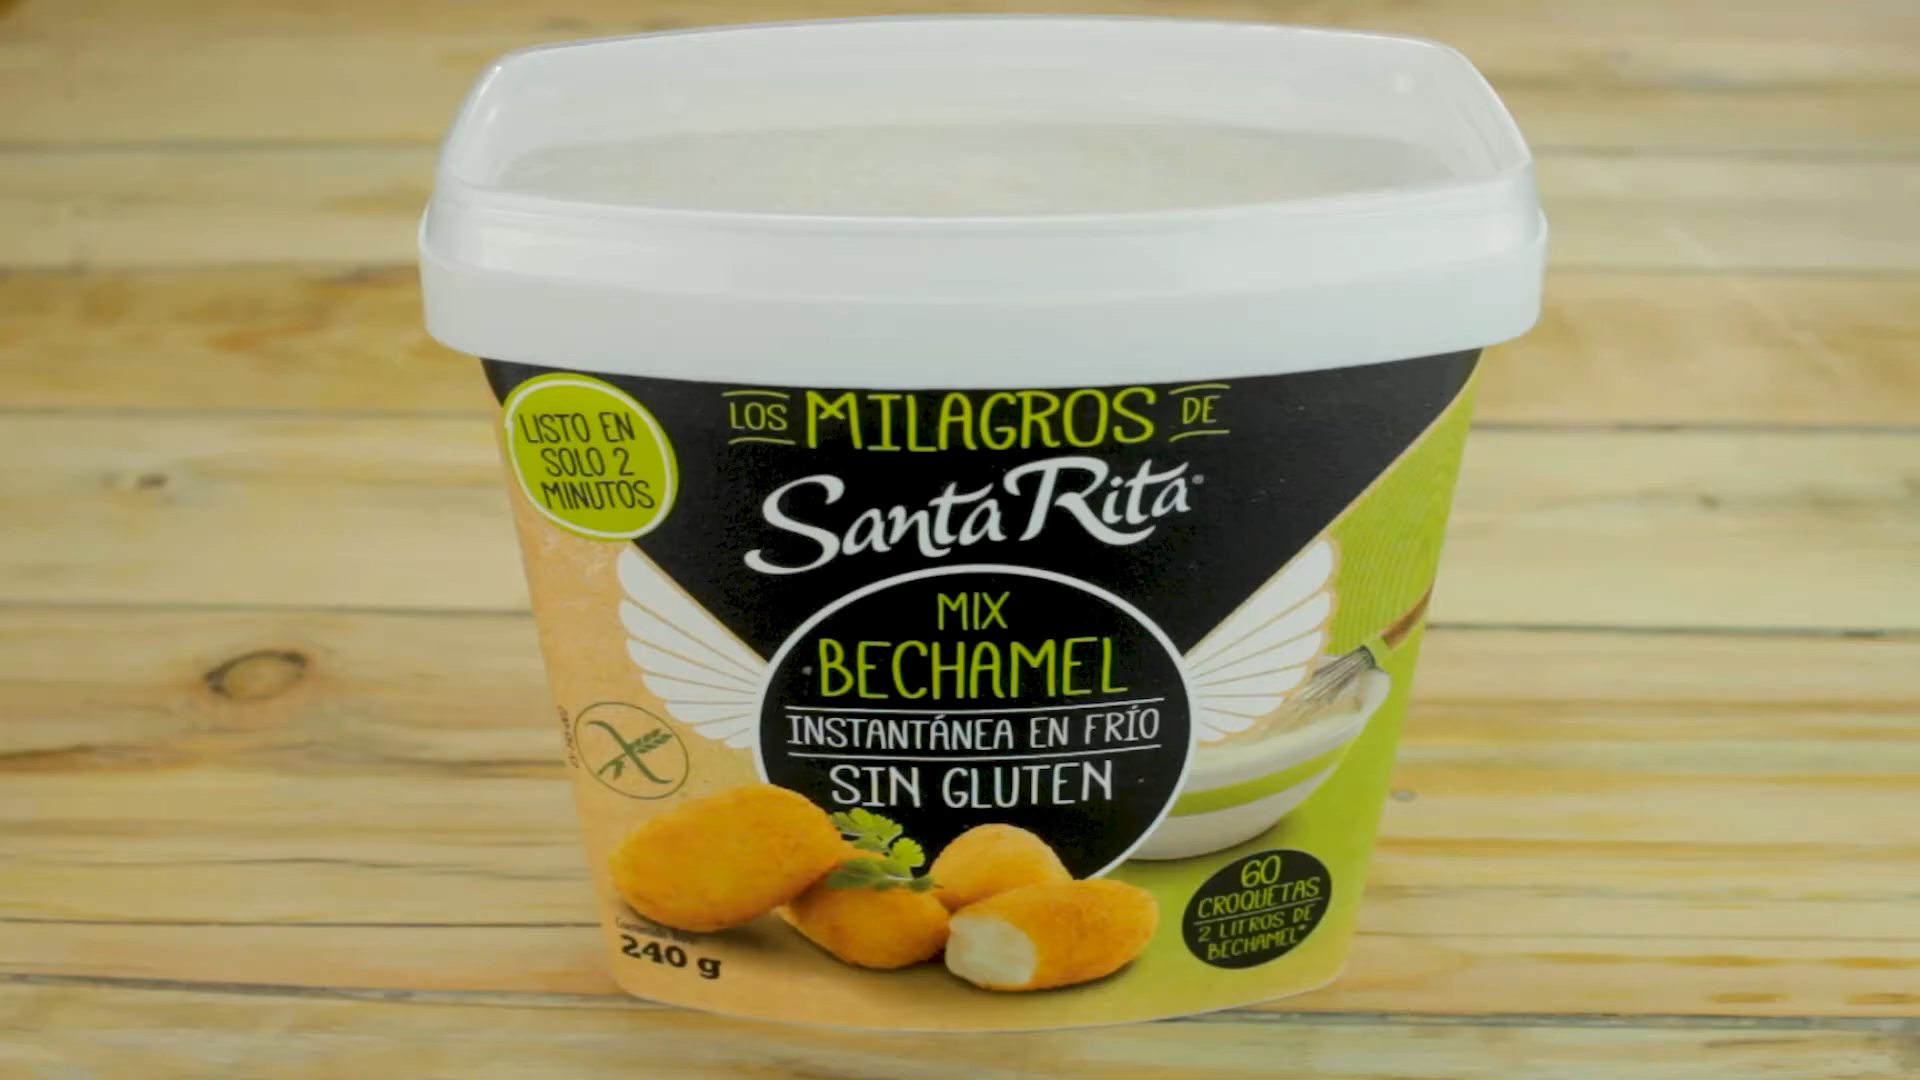 LISTO EN
SOLO 2
MINUTOS
LOS MILAGROS DE
Santa Rita®
MIX
BECHAMEL
INSTANTÁNEA EN FRÍO
SIN GLUTEN
240 g
60
CROQUETAS
2 LITROS DE
BECHAMEL*